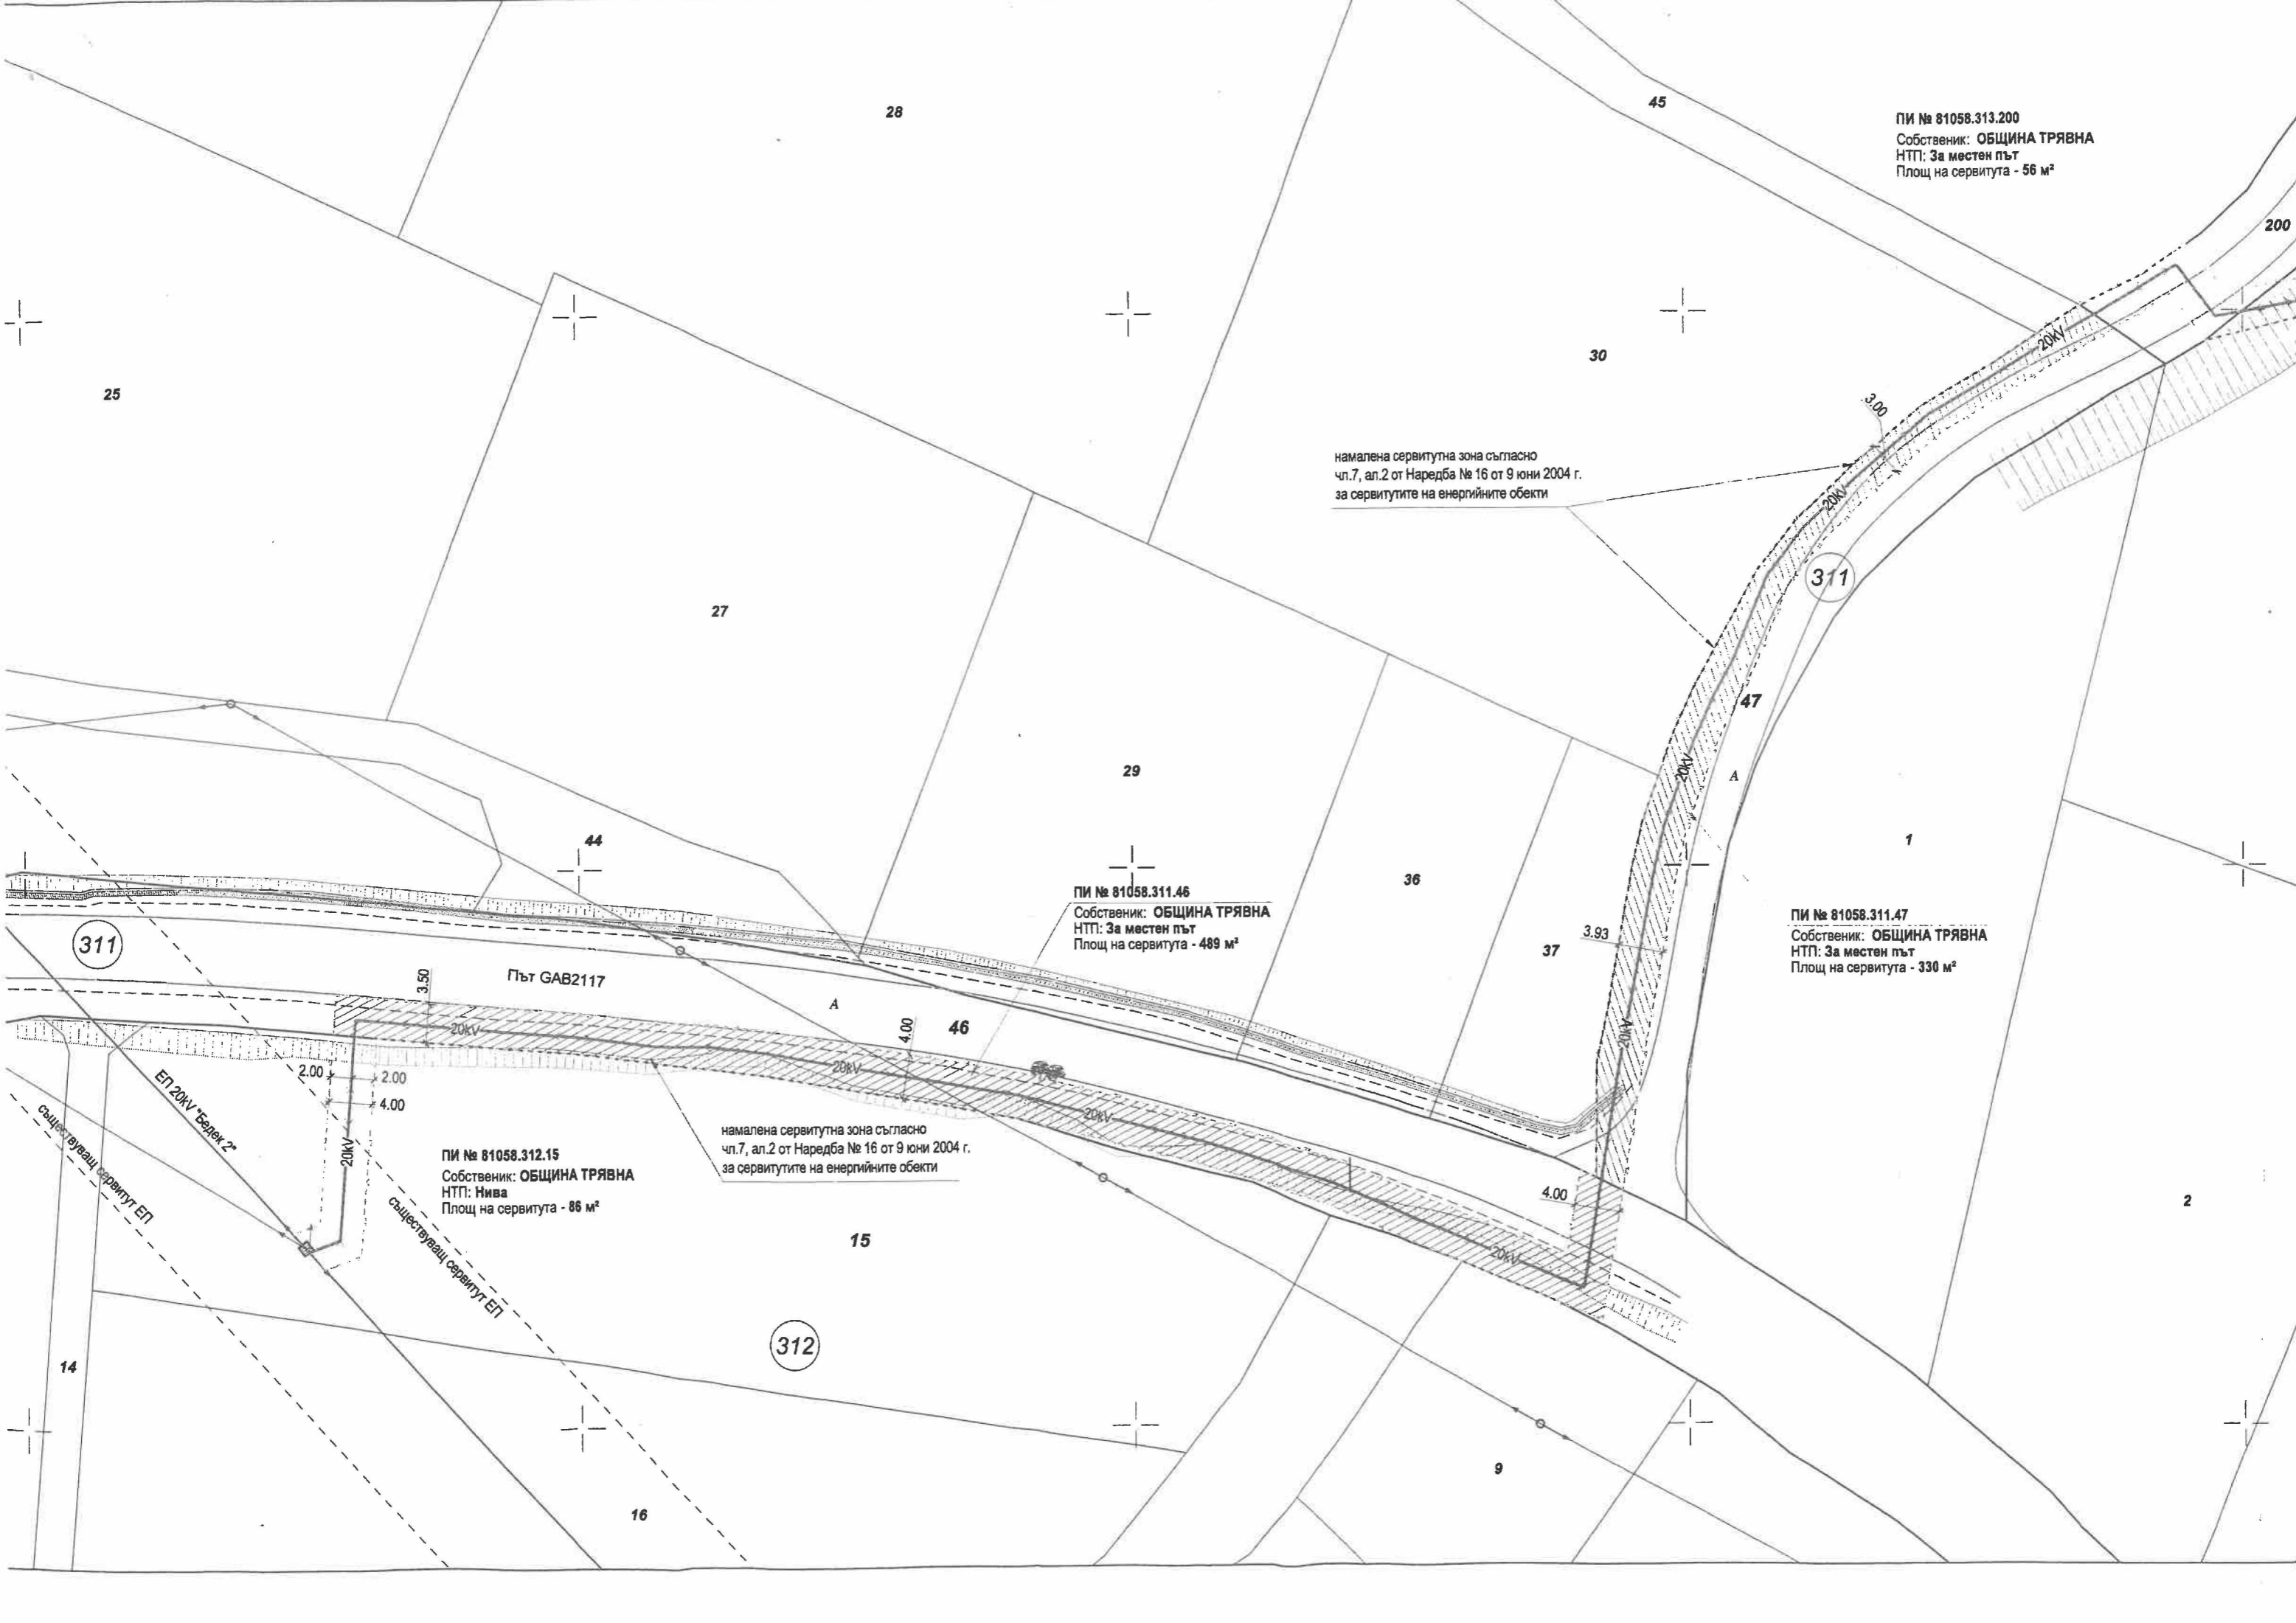 28
45
ПИ № 81058.313.200
Собственик: ОБЩИНА ТРЯВНА
НТП: За местен път
Площ на сервитута - 56 м²
200
20kV
30
25
3.00
намалена сервитутна зона съгласно
чл.7, ал.2 от Наредба № 16 от 9 юни 2004 г.
за сервитутите на енергийните обекти
20kV
311
27
47
29
20kV
A
44
1
36
ПИ № 81058.311.46
Собственик: ОБЩИНА ТРЯВНА
НТП: За местен път
Площ на сервитута - 489 м²
ПИ № 81058.311.47
Собственик: ОБЩИНА ТРЯВНА
НТП: За местен път
Площ на сервитута - 330 м²
3.93
37
311
Път GAB2117
3.50
A
46
4.00
20kV
20kV
20kV
20kV
2.00
2.00
4.00
ЕП 20kV "Бедек 2"
съществуващ сервитут ЕП
20kV
намалена сервитутна зона съгласно
чл.7, ал.2 от Наредба № 16 от 9 юни 2004 г.
за сервитутите на енергийните обекти
ПИ № 81058.312.15
Собственик: ОБЩИНА ТРЯВНА
НТП: Нива
Площ на сервитута - 86 м²
съществуващ сервитут ЕП
4.00
2
15
20kV
312
14
9
16